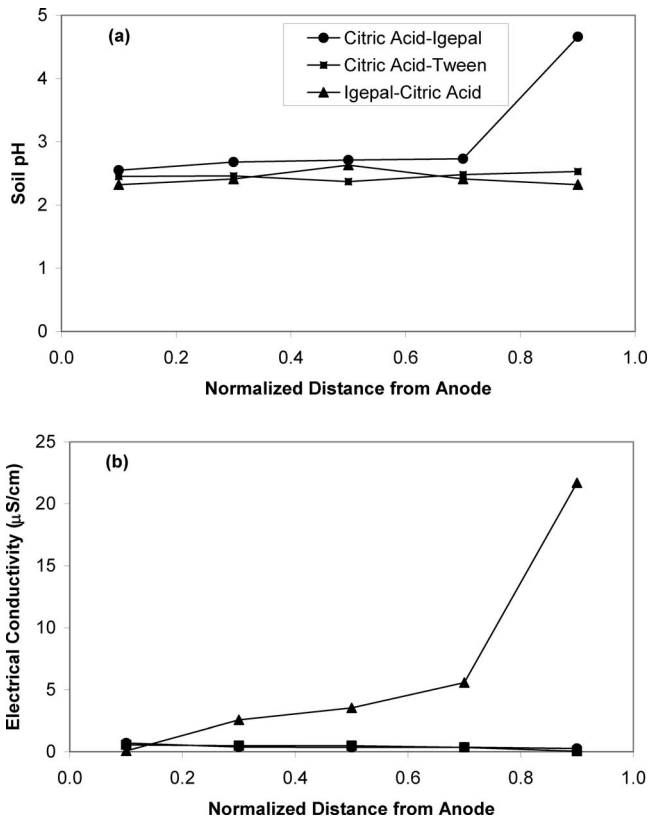 (a)
Citric Acid-Igepal
Citric Acid-Tween
Igepal-Citric Acid
5
4
3
2
1
0
Soil pH
0.0 0.2 0.4 0.6 0.8 1.0
Normalized Distance from Anode
(b)
25
20
15
10
5
0
Electrical Conductivity (μS/cm)
0.0 0.2 0.4 0.6 0.8 1.0
Normalized Distance from Anode